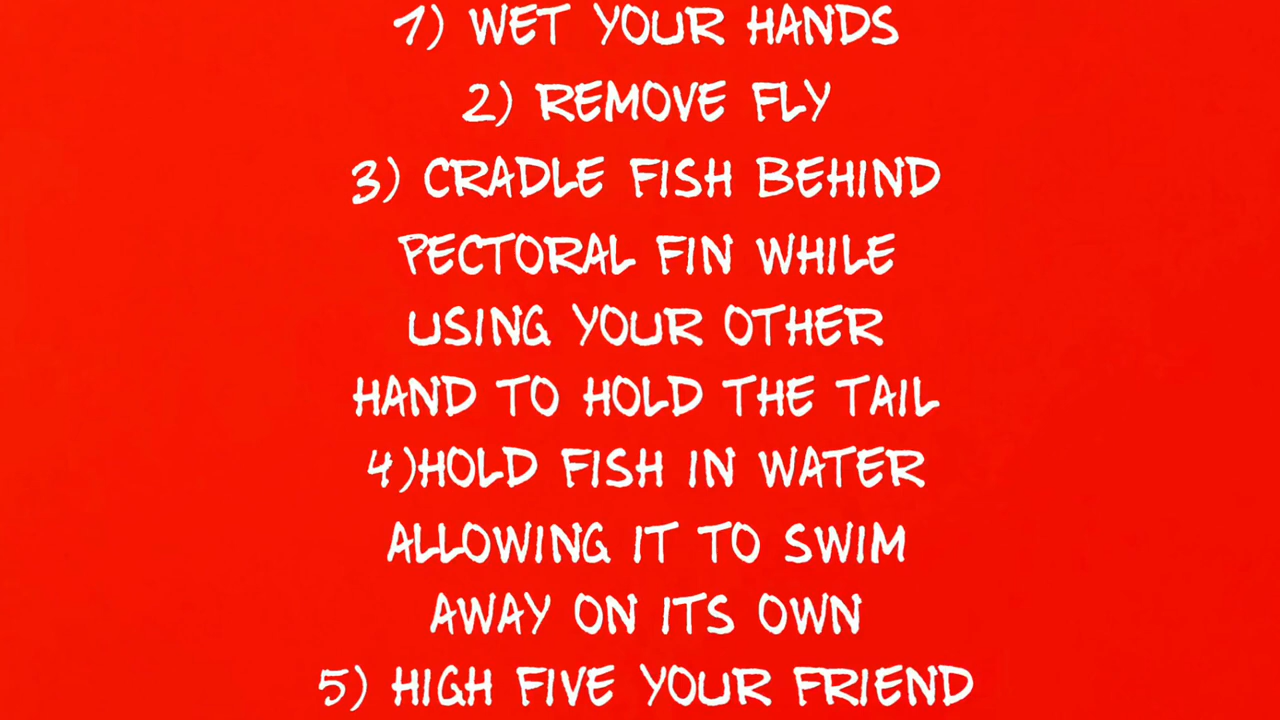 1) WET YOUR HANDS
2) REMOVE FLY
3) CRADLE FISH BEHIND
PECTORAL FIN WHILE
USING YOUR OTHER
HAND TO HOLD THE TAIL
4)HOLD FISH IN WATER
ALLOWING IT TO SWIM
AWAY ON ITS OWN
5) HIGH FIVE YOUR FRIEND